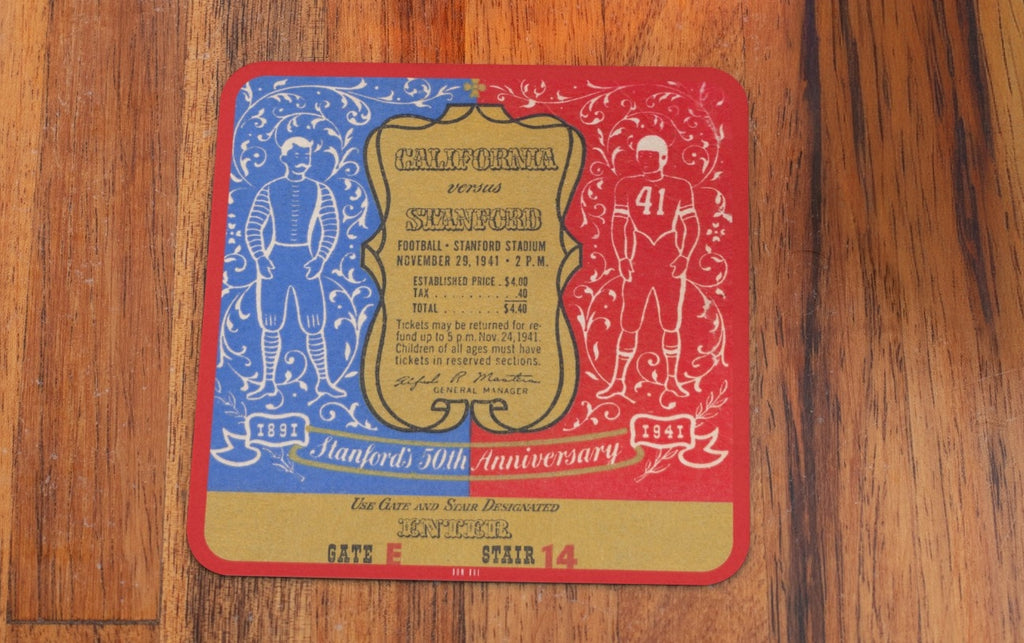 CALIFORNIA
versus
STANFORD
FOOTBALL • STANFORD STADIUM
NOVEMBER 29, 1941 • 2 P.M.
ESTABLISHED PRICE . $4.00
TAX . . . . . . . . . . .40
TOTAL . . . . . . . $4.40
Tickets may be returned for re-
fund up to 5 p.m. Nov. 24, 1941.
Children of all ages must have
tickets in reserved sections.
R Masters
GENERAL MANAGER
41
1891
1941
Stanford's 50th Anniversary
USE GATE AND STAIR DESIGNATED
ENTER
GATE E STAIR 14